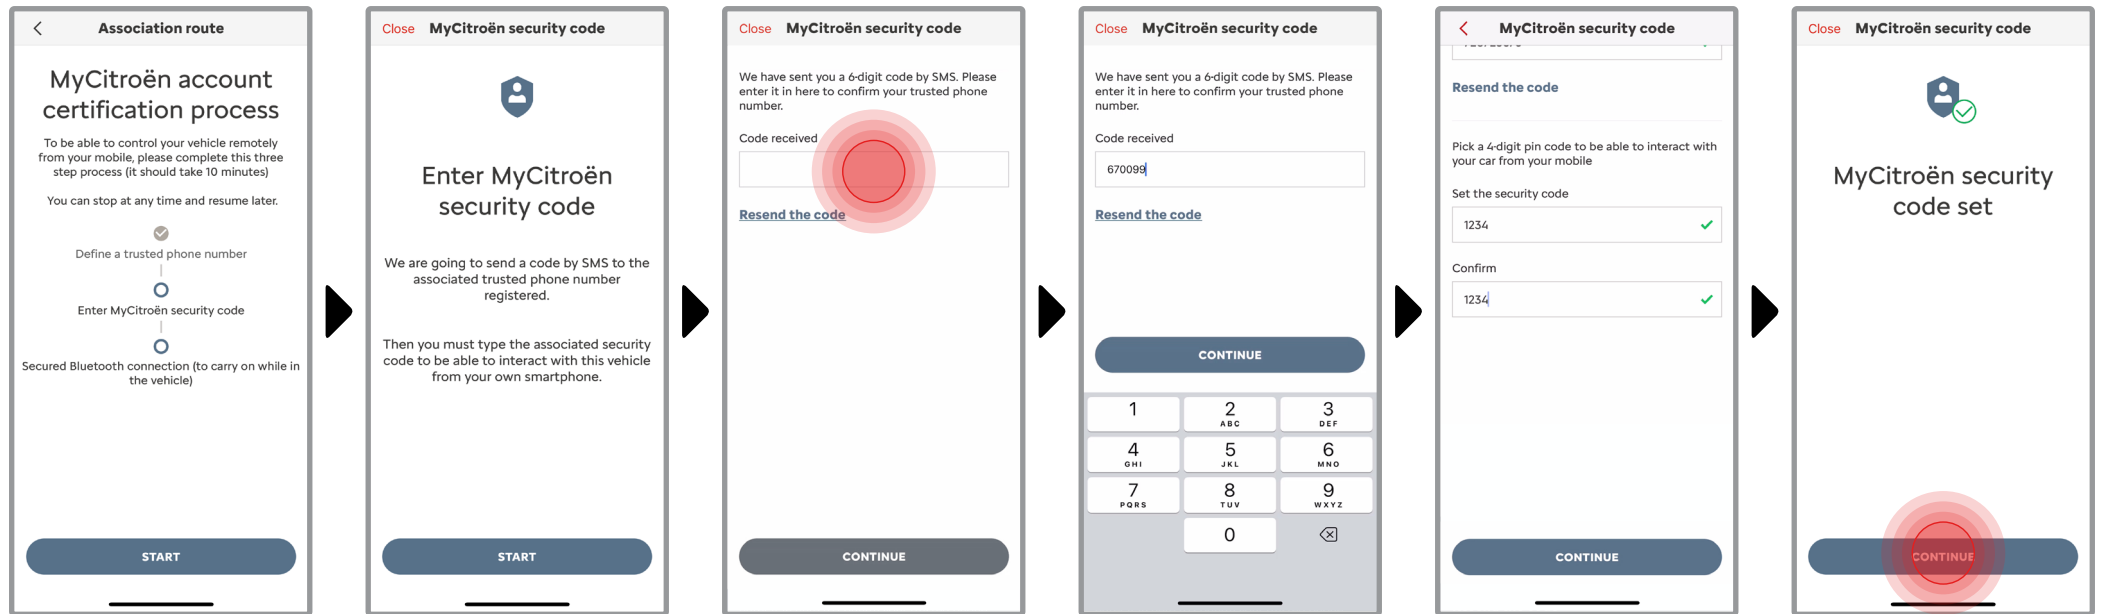 Association route
MyCitroën account
certification process
To be able to control your vehicle remotely
from your mobile, please complete this three
step process (it should take 10 minutes)
You can stop at any time and resume later.
Define a trusted phone number
Enter MyCitroën security code
Secured Bluetooth connection (to carry on while in
the vehicle)
START
Close MyCitroën security code
Enter MyCitroën
security code
We are going to send a code by SMS to the
associated trusted phone number
registered.
Then you must type the associated security
code to be able to interact with this vehicle
from your own smartphone.
START
Close MyCitroën security code
We have sent you a 6-digit code by SMS. Please
enter it in here to confirm your trusted phone
number.
Code received
Resend the code
CONTINUE
Close MyCitroën security code
We have sent you a 6-digit code by SMS. Please
enter it in here to confirm your trusted phone
number.
Code received
670099
Resend the code
CONTINUE
1 2 3
ABC DEF
4 5 6
GHI JKL MNO
7 8 9
PQRS TUV WXYZ
0
MyCitroën security code
Resend the code
Pick a 4-digit pin code to be able to interact with
your car from your mobile
Set the security code
1234
Confirm
1234
CONTINUE
Close MyCitroën security code
MyCitroën security
code set
CONTINUE